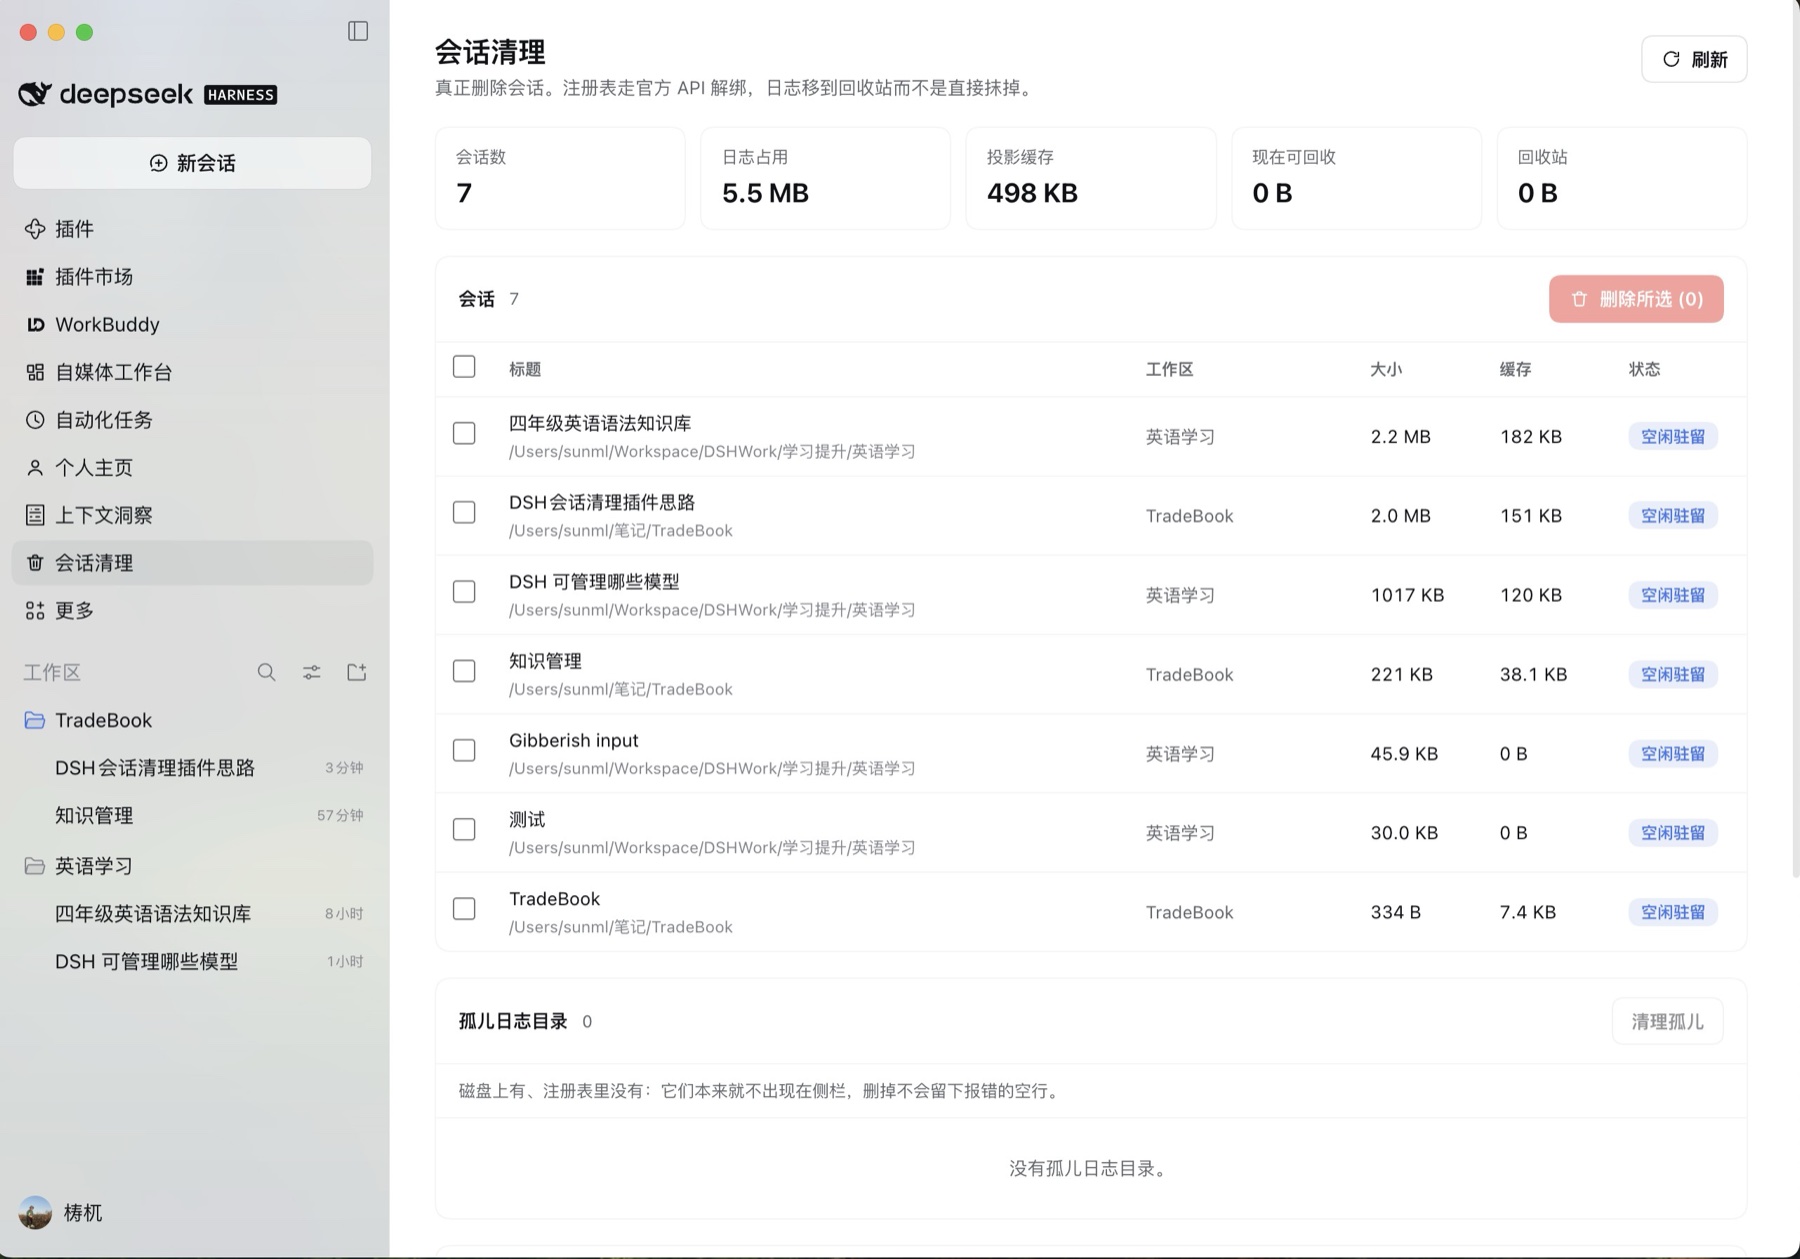 deepseek HARNESS
新会话
插件
插件市场
WorkBuddy
自媒体工作台
自动化任务
个人主页
上下文洞察
会话清理
更多
工作区
TradeBook
DSH会话清理插件思路 3分钟
知识管理 57分钟
英语学习
四年级英语语法知识库 8小时
DSH 可管理哪些模型 1小时
梼杌
会话清理
刷新
真正删除会话。注册表走官方 API 解绑，日志移到回收站而不是直接抹掉。
会话数 日志占用 投影缓存 现在可回收 回收站
7 5.5 MB 498 KB 0 B 0 B
会话 7 删除所选 (0)
标题 工作区 大小 缓存 状态
四年级英语语法知识库
/Users/sunml/Workspace/DSHWork/学习提升/英语学习
英语学习 2.2 MB 182 KB 空闲驻留
DSH会话清理插件思路
/Users/sunml/笔记/TradeBook
TradeBook 2.0 MB 151 KB 空闲驻留
DSH 可管理哪些模型
/Users/sunml/Workspace/DSHWork/学习提升/英语学习
英语学习 1017 KB 120 KB 空闲驻留
知识管理
/Users/sunml/笔记/TradeBook
TradeBook 221 KB 38.1 KB 空闲驻留
Gibberish input
/Users/sunml/Workspace/DSHWork/学习提升/英语学习
英语学习 45.9 KB 0 B 空闲驻留
测试
/Users/sunml/Workspace/DSHWork/学习提升/英语学习
英语学习 30.0 KB 0 B 空闲驻留
TradeBook
/Users/sunml/笔记/TradeBook
TradeBook 334 B 7.4 KB 空闲驻留
孤儿日志目录 0 清理孤儿
磁盘上有、注册表里没有：它们本来就不出现在侧栏，删掉不会留下报错的空行。
没有孤儿日志目录。